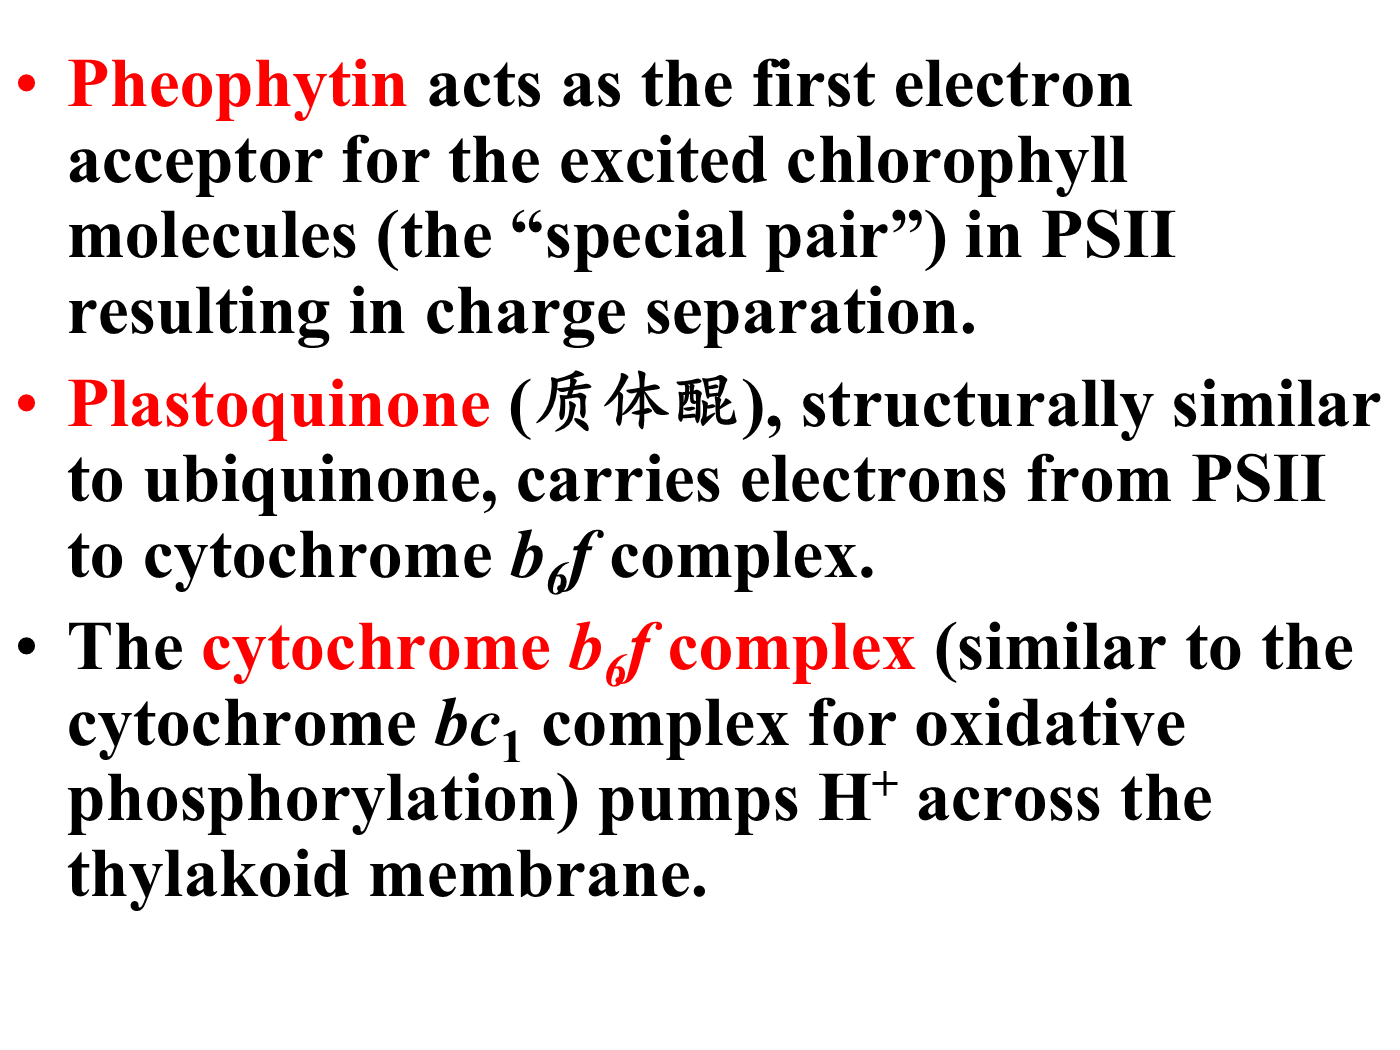 • Pheophytin acts as the first electron
acceptor for the excited chlorophyll
molecules (the “special pair”) in PSII
resulting in charge separation.
• Plastoquinone (质体醌), structurally similar
to ubiquinone, carries electrons from PSII
to cytochrome b₆f complex.
• The cytochrome b₆f complex (similar to the
cytochrome bc₁ complex for oxidative
phosphorylation) pumps H⁺ across the
thylakoid membrane.